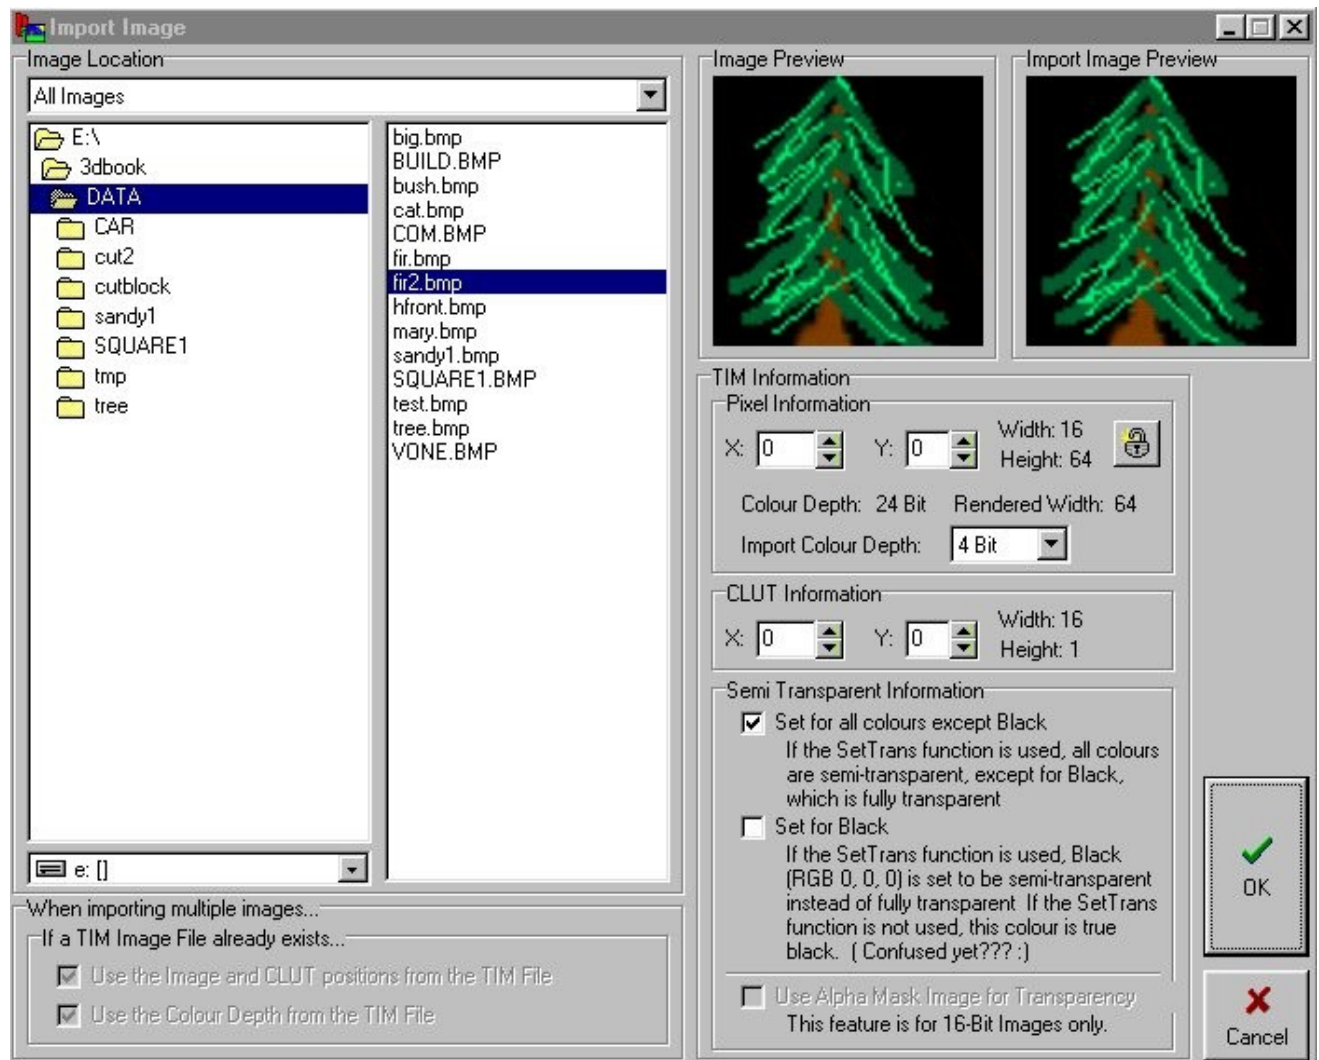 Import Image
Image Location
All Images
E:\
3dbook
DATA
CAR
cut2
cutblock
sandy1
SQUARE1
tmp
tree
e: []
big.bmp
BUILD.BMP
bush.bmp
cat.bmp
COM.BMP
fir.bmp
fir2.bmp
hfront.bmp
mary.bmp
sandy1.bmp
SQUARE1.BMP
test.bmp
tree.bmp
VONE.BMP
When importing multiple images...
If a TIM Image File already exists...
Use the Image and CLUT positions from the TIM File
Use the Colour Depth from the TIM File
Image Preview
Import Image Preview
TIM Information
Pixel Information
X: 0 Y: 0 Width: 16
Height: 64
Colour Depth: 24 Bit Rendered Width: 64
Import Colour Depth: 4 Bit
CLUT Information
X: 0 Y: 0 Width: 16
Height: 1
Semi Transparent Information
Set for all colours except Black
If the SetTrans function is used, all colours
are semi-transparent, except for Black,
which is fully transparent
Set for Black
If the SetTrans function is used, Black
(RGB 0, 0, 0) is set to be semi-transparent
instead of fully transparent If the SetTrans
function is not used, this colour is true
black. ( Confused yet??? :)
Use Alpha Mask Image for Transparency
This feature is for 16-Bit Images only.
OK
Cancel